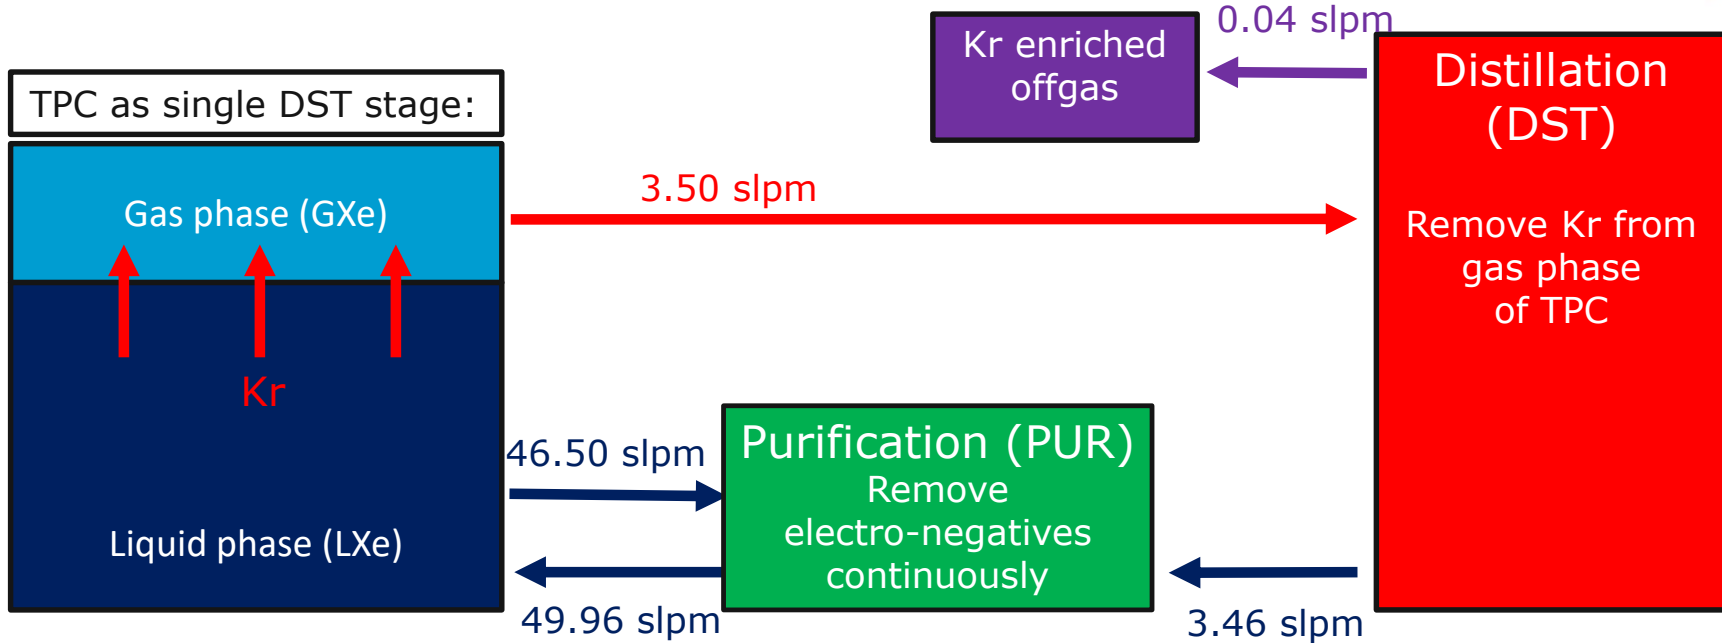 TPC as single DST stage:
Gas phase (GXe)
Kr
Liquid phase (LXe)
3.50 slpm
46.50 slpm
49.96 slpm
Purification (PUR)
Remove
electro-negatives
continuously
Kr enriched
offgas
0.04 slpm
Distillation
(DST)
Remove Kr from
gas phase
of TPC
3.46 slpm